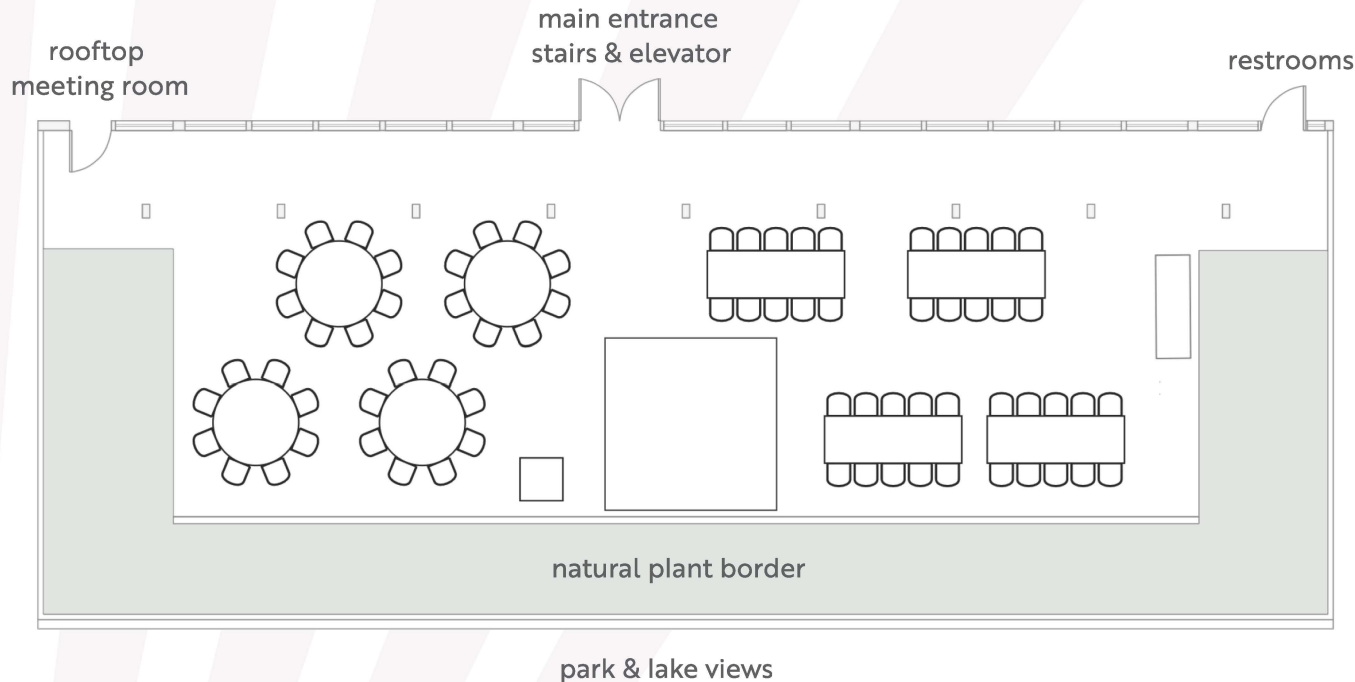 main entrance
stairs & elevator
rooftop
meeting room
restrooms
natural plant border
park & lake views